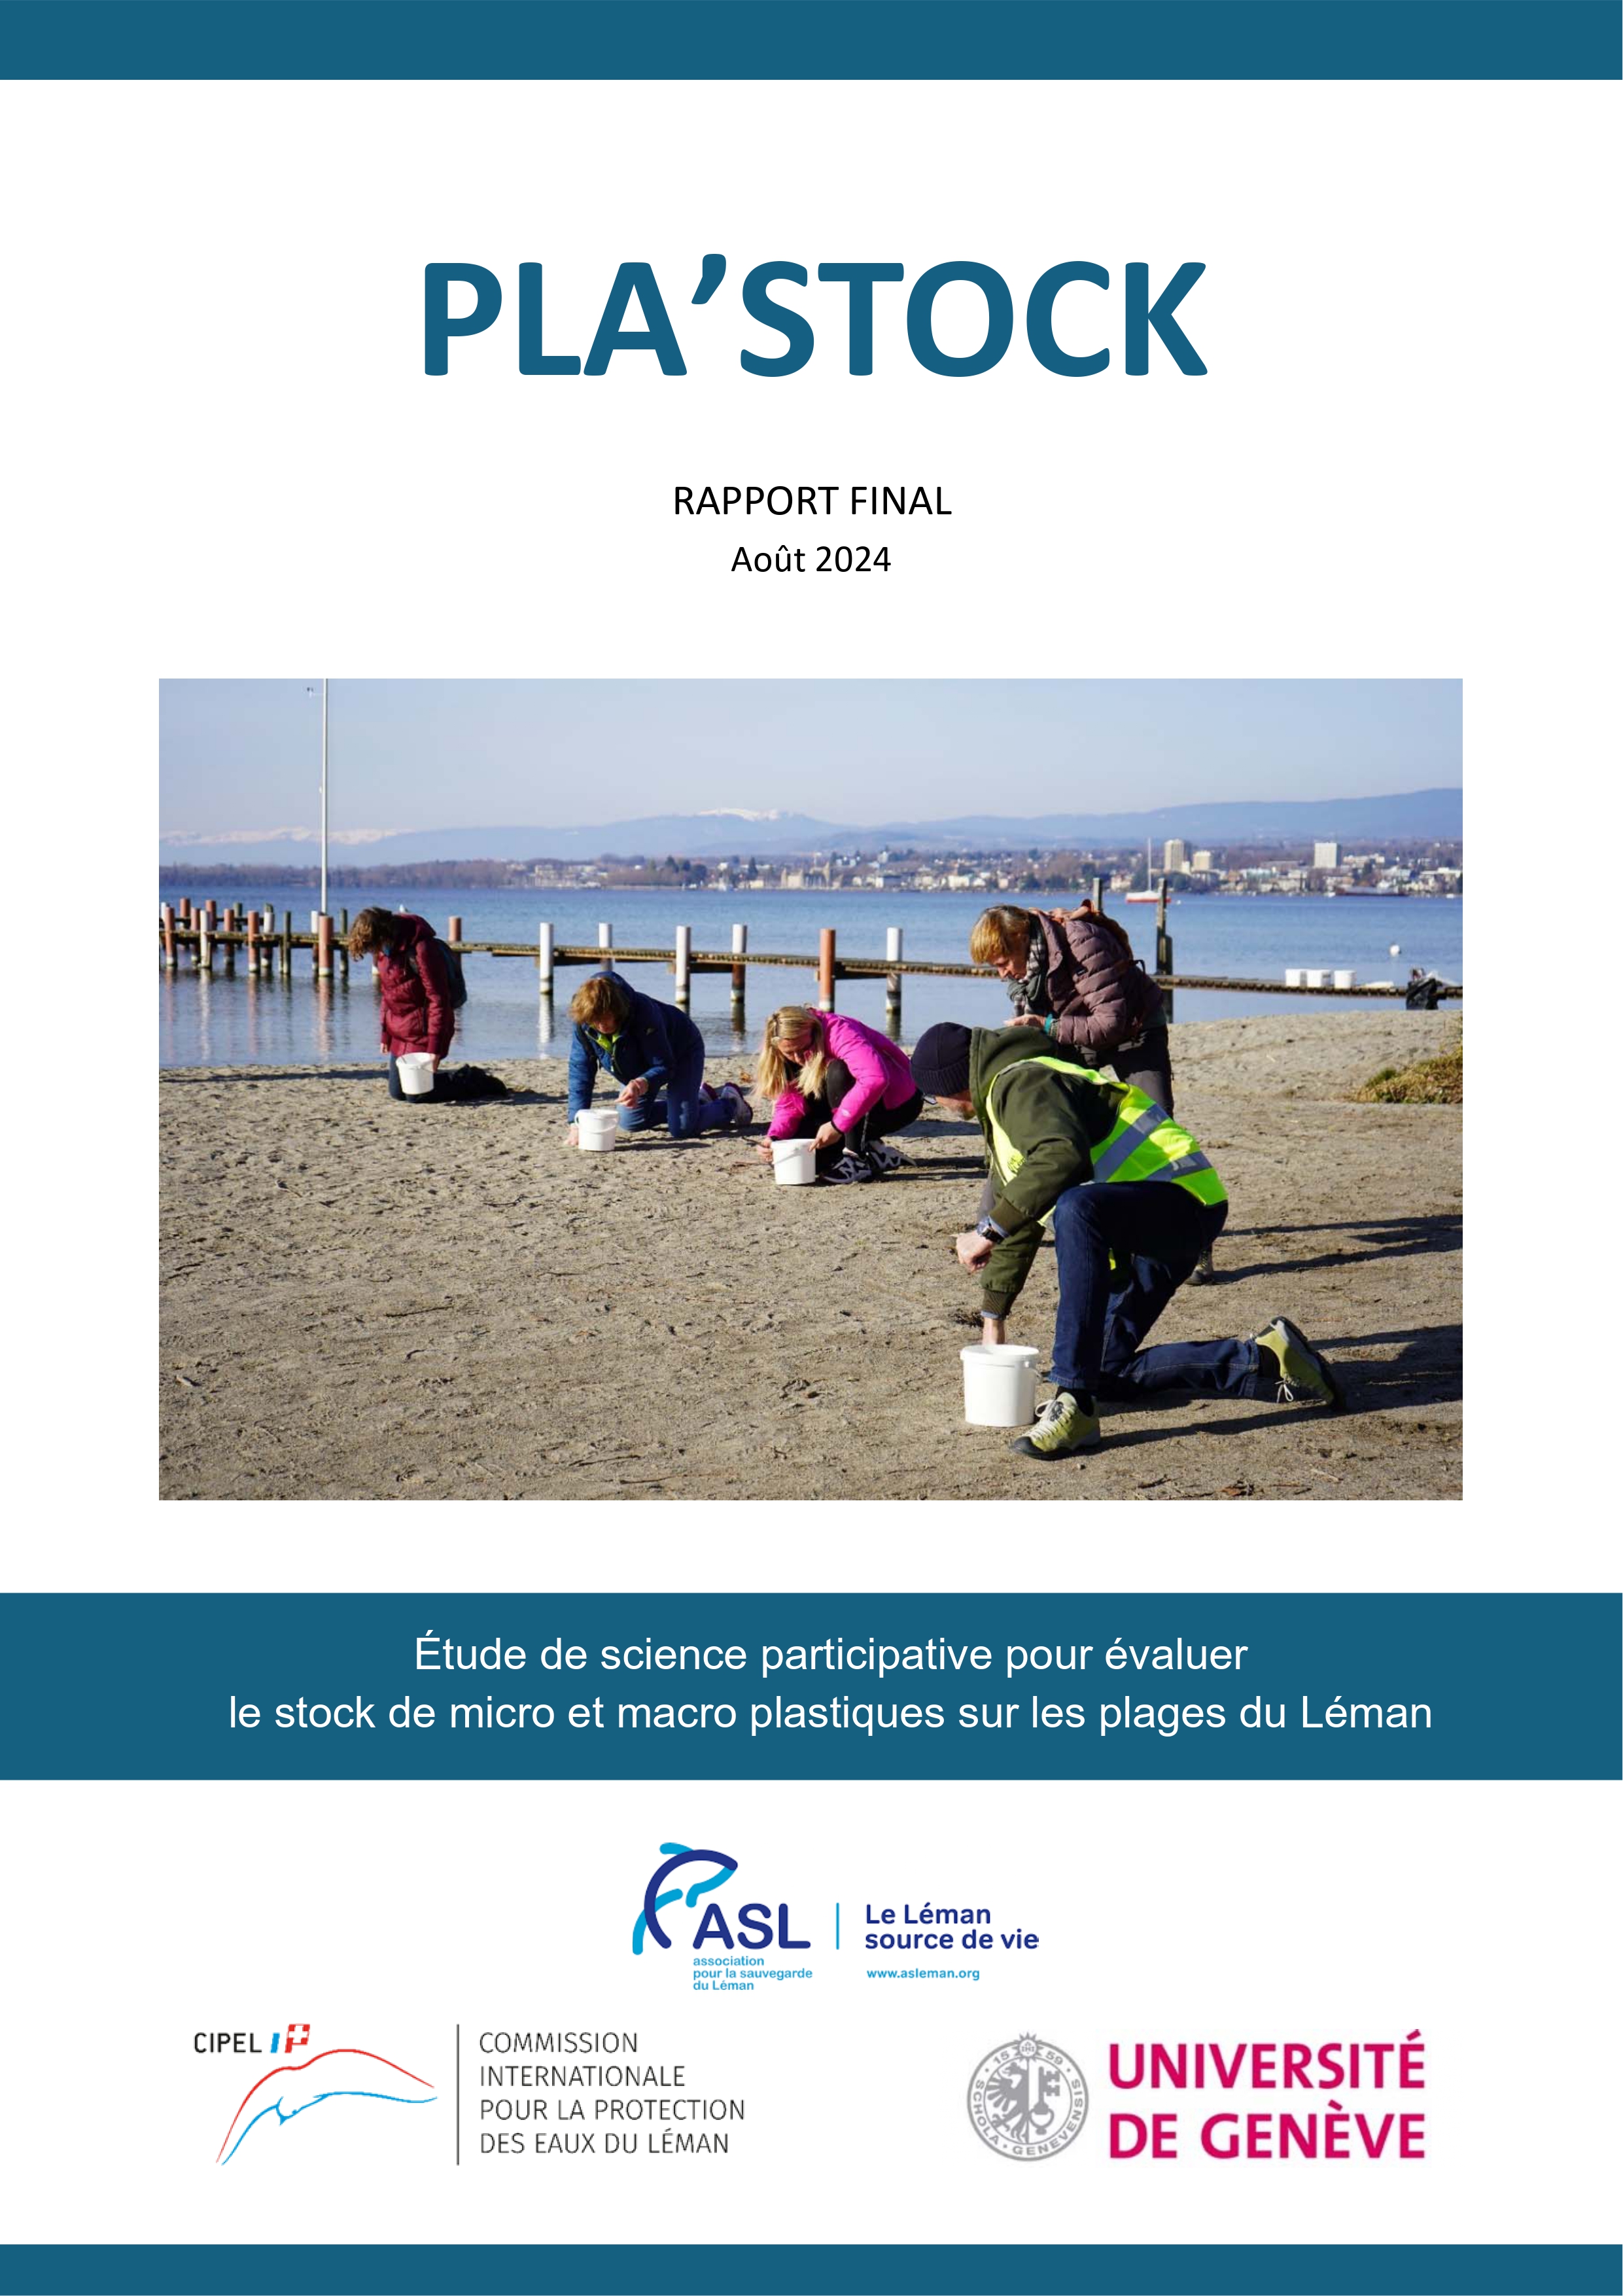 PLA’STOCK
RAPPORT FINAL
Août 2024
Étude de science participative pour évaluer
le stock de micro et macro plastiques sur les plages du Léman
ASL
association
pour la sauvegarde
du Léman
Le Léman
source de vie
www.asleman.org
CIPEL
COMMISSION
INTERNATIONALE
POUR LA PROTECTION
DES EAUX DU LÉMAN
1559
SCHOLA · GENEVENSIS
UNIVERSITÉ
DE GENÈVE